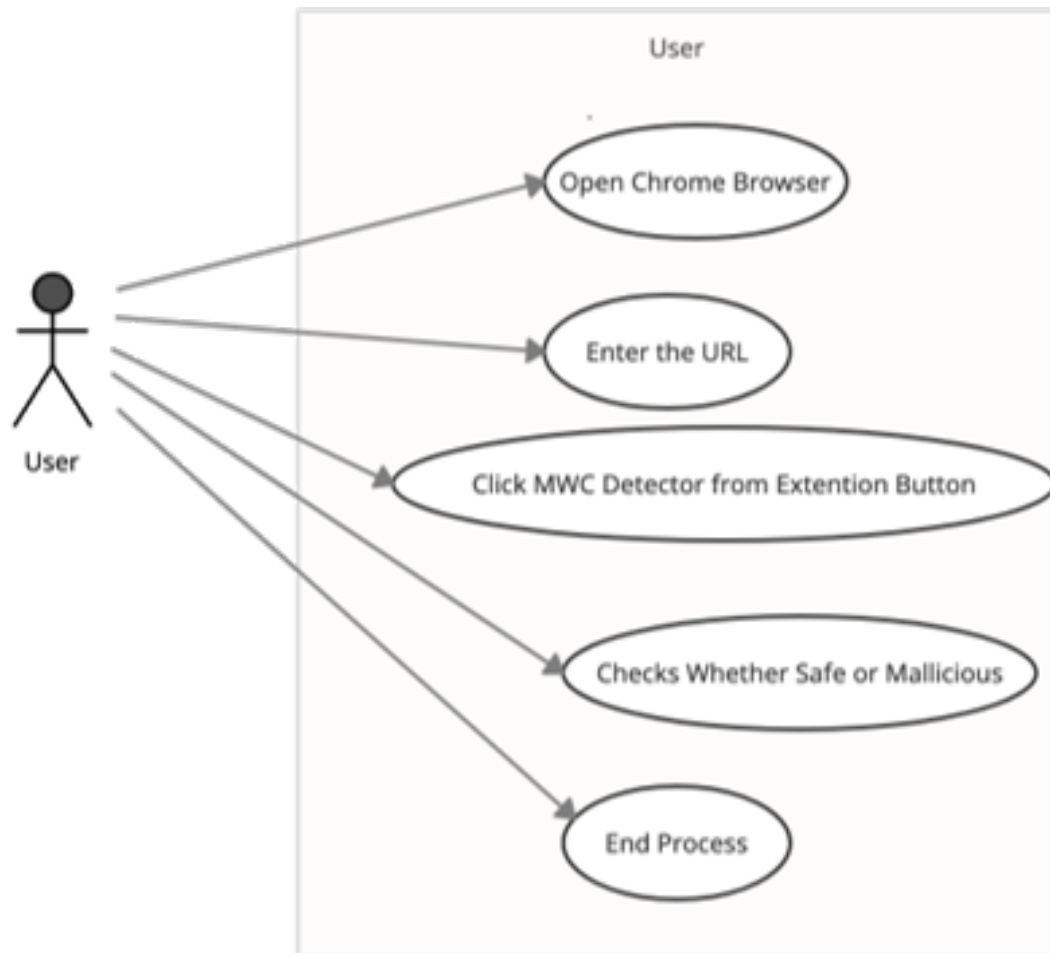 User
Open Chrome Browser
Enter the URL
Click MWC Detector from Extention Button
Checks Whether Safe or Mallicious
End Process
User